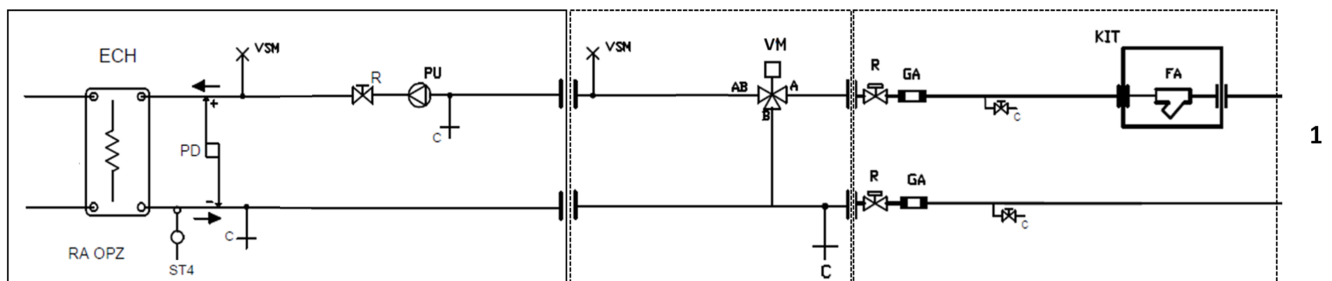 ECH
VSM
R
PU
C
PD
+
-
C
RA OPZ
ST4
VSM
VM
AB
A
B
C
R
GA
C
KIT
FA
R
GA
C
1